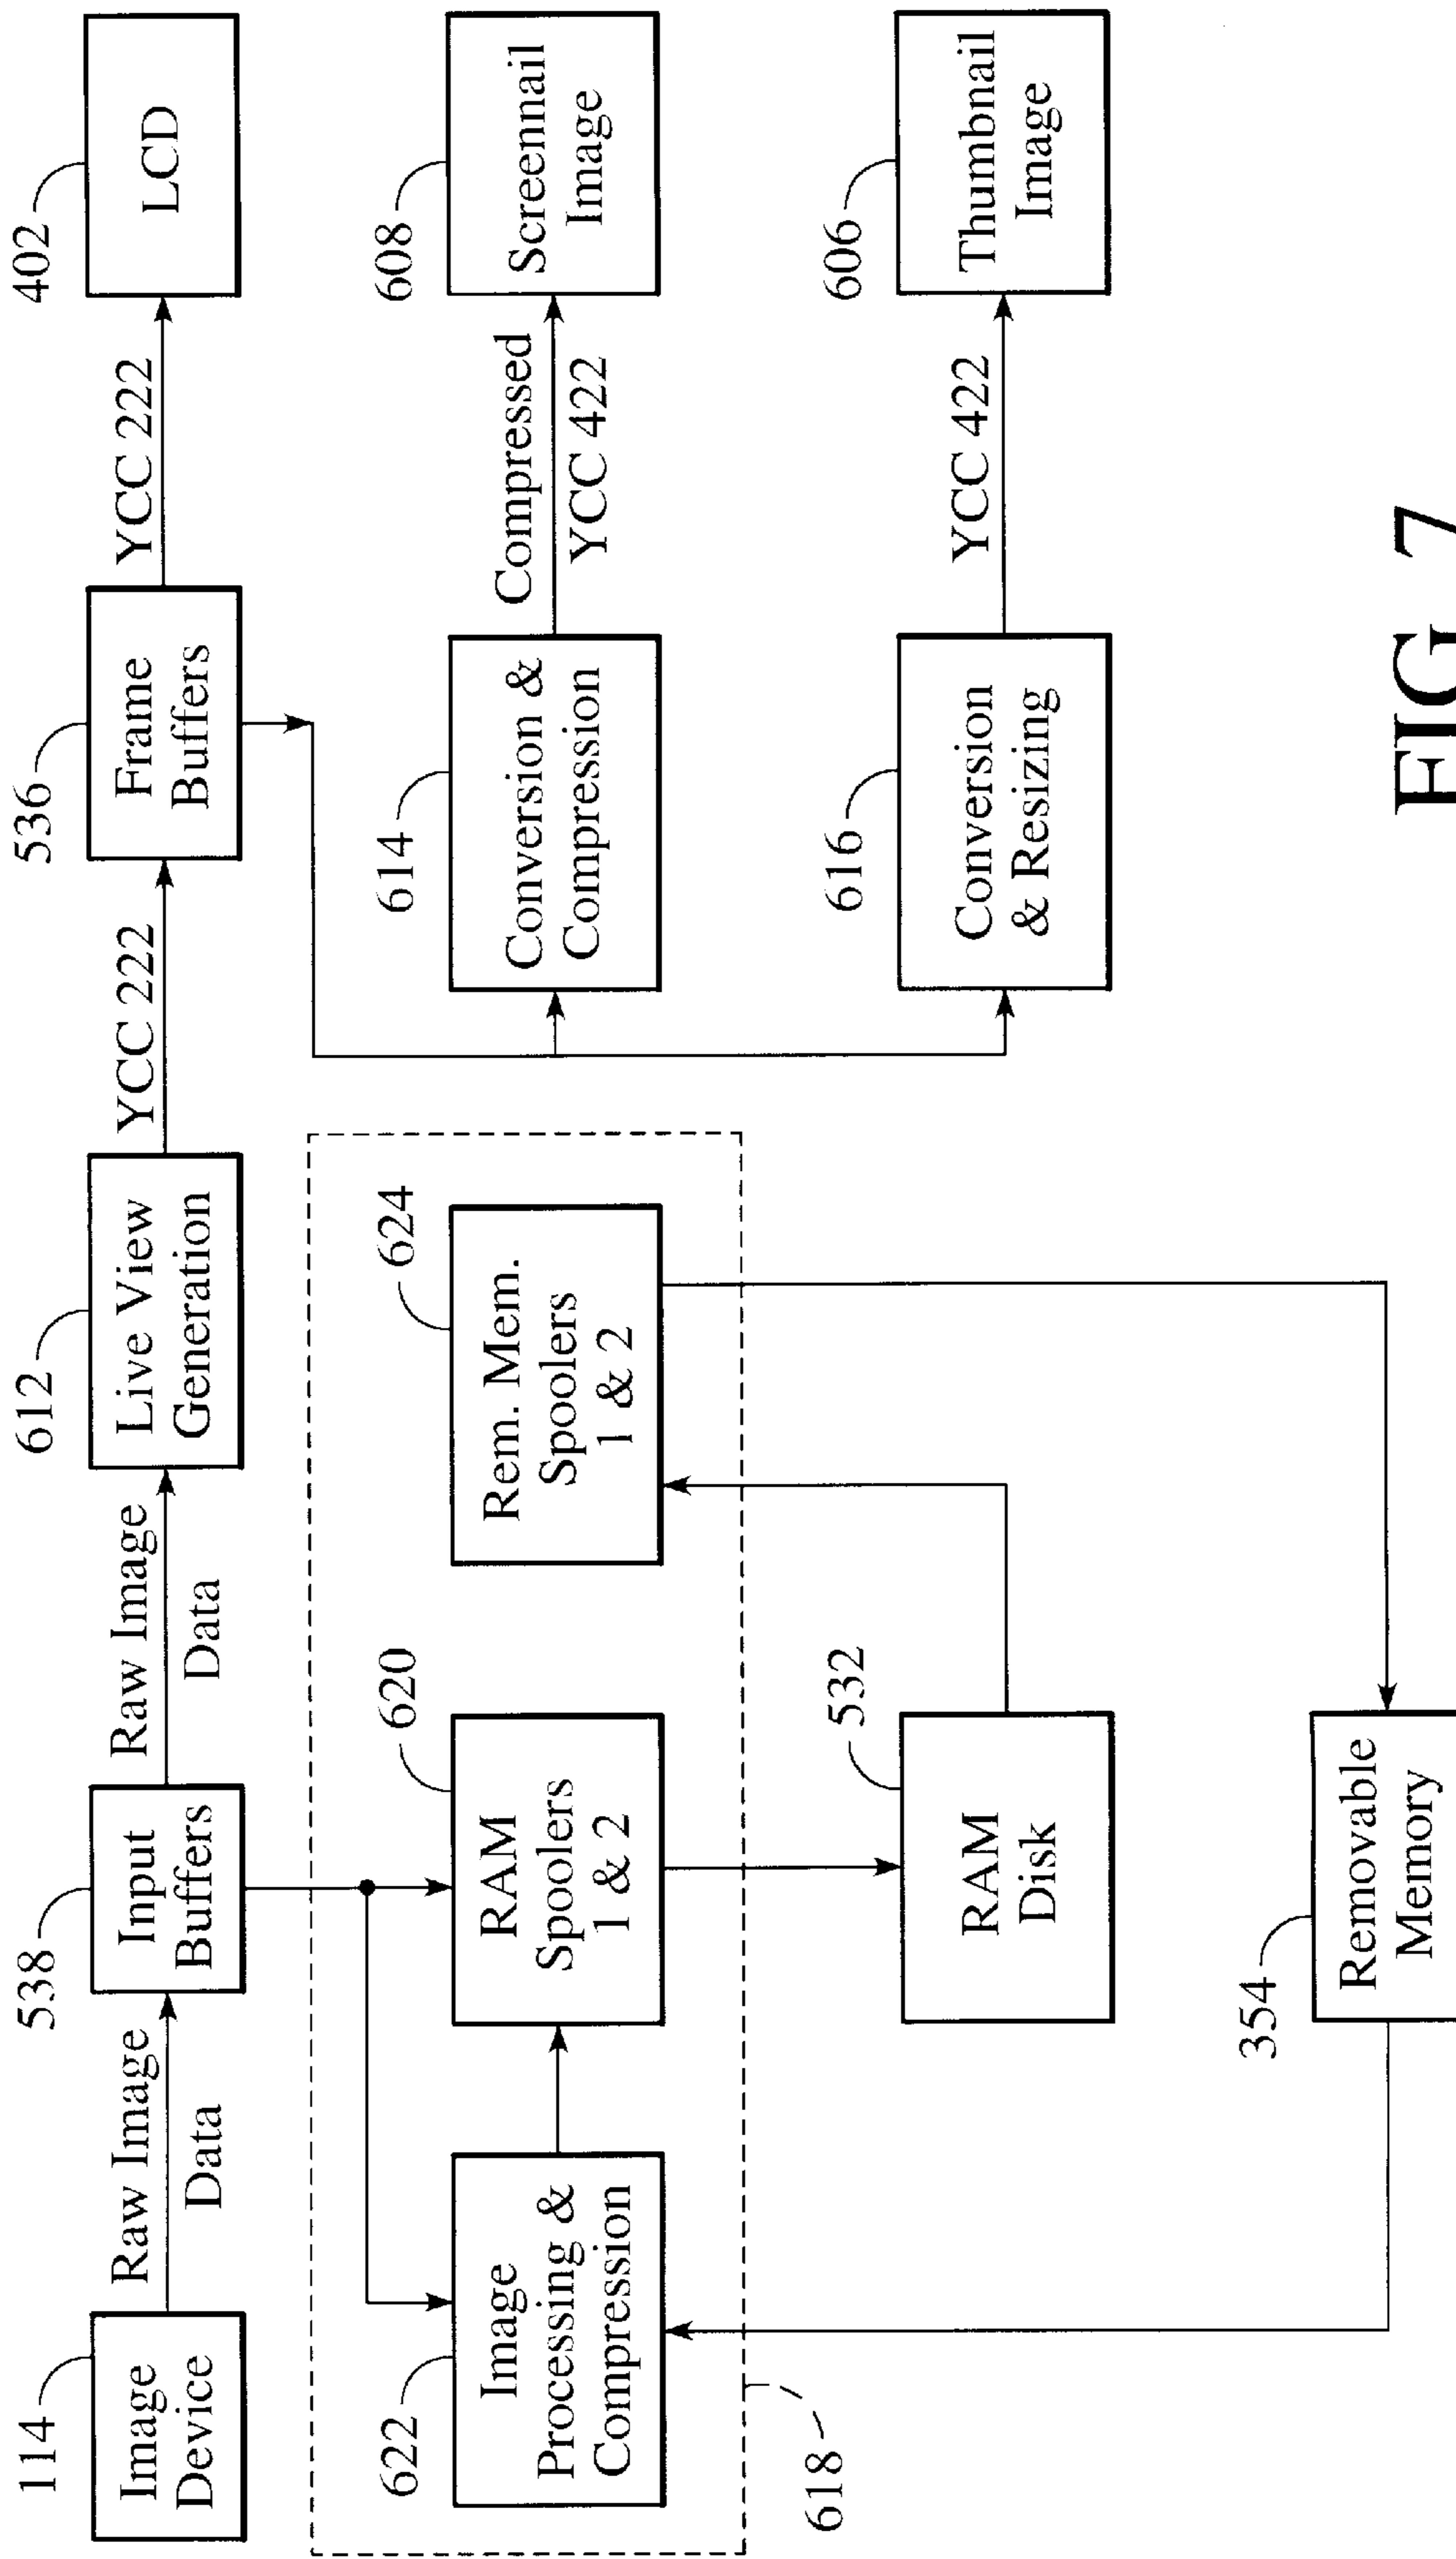 114
Image
Device
Raw Image
Data
538
Input
Buffers
Raw Image
Data
612
Live View
Generation
YCC 222
536
Frame
Buffers
YCC 222
402
LCD
622
Image
Processing &
Compression
620
RAM
Spoolers
1 & 2
624
Rem. Mem.
Spoolers
1 & 2
614
Conversion &
Compression
Compressed
YCC 422
608
Screennail
Image
618
532
RAM
Disk
616
Conversion
& Resizing
YCC 422
606
Thumbnail
Image
354
Removable
Memory
FIG 7